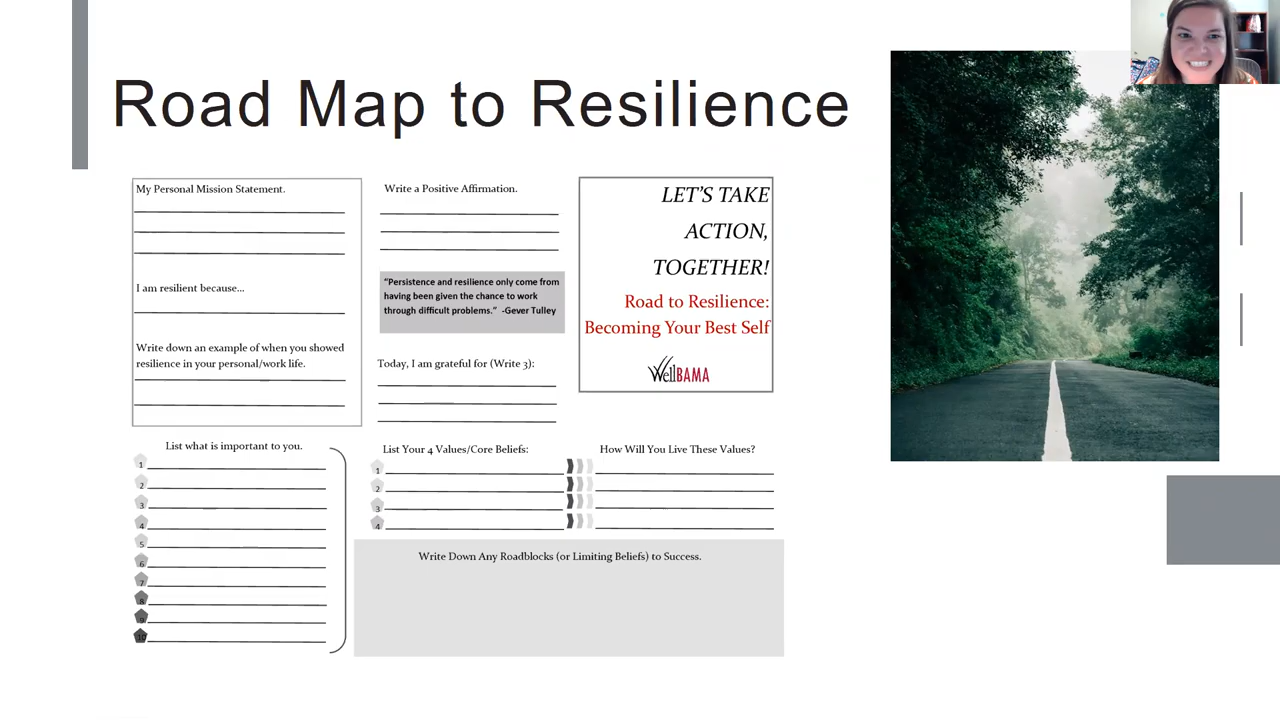 Road Map to Resilience
My Personal Mission Statement.
I am resilient because...
Write down an example of when you showed
resilience in your personal/work life.
Write a Positive Affirmation.
“Persistence and resilience only come from
having been given the chance to work
through difficult problems.” -Gever Tulley
Today, I am grateful for (Write 3):
LET’S TAKE
ACTION,
TOGETHER!
Road to Resilience:
Becoming Your Best Self
WellBAMA
List what is important to you.
1
2
3
4
5
6
7
8
9
10
List Your 4 Values/Core Beliefs:
1
2
3
4
How Will You Live These Values?
Write Down Any Roadblocks (or Limiting Beliefs) to Success.